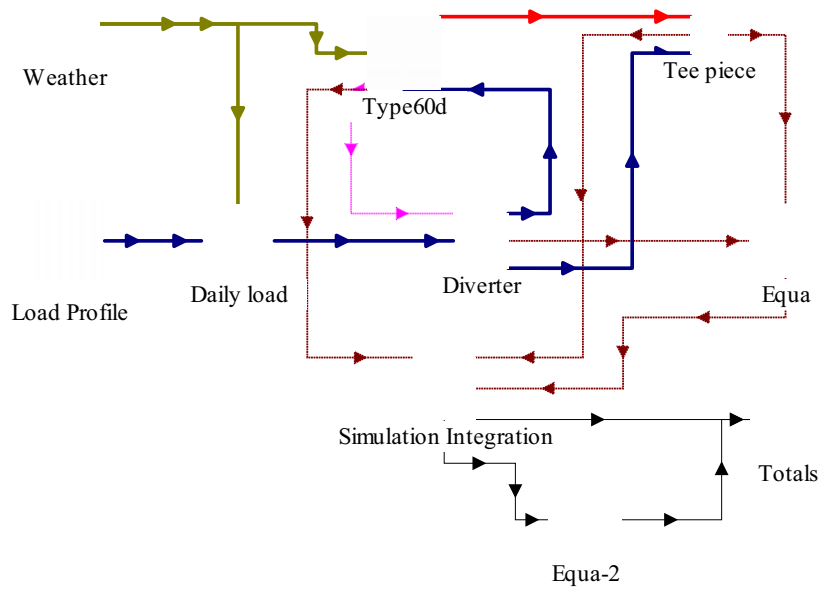 Weather
Tee piece
Type60d
Load Profile
Daily load
Diverter
Equa
Simulation Integration
Totals
Equa-2